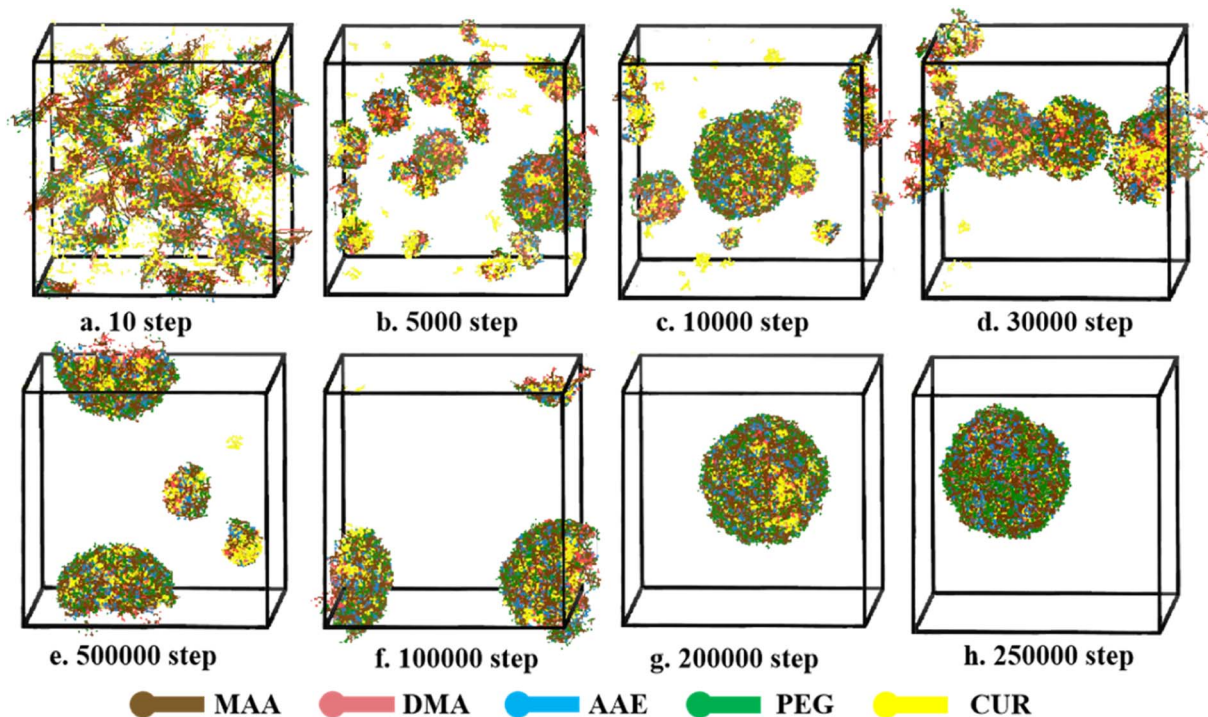 a. 10 step
b. 5000 step
c. 10000 step
d. 30000 step
e. 500000 step
f. 100000 step
g. 200000 step
h. 250000 step
MAA DMA AAE PEG CUR